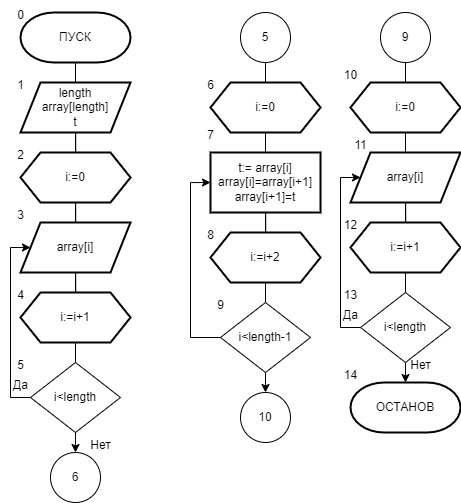 0
ПУСК
1
length
array[length]
t
2
i:=0
3
array[i]
4
i:=i+1
5
Да
i<length
Нет
6
5
6
i:=0
7
t:= array[i]
array[i]=array[i+1]
array[i+1]=t
8
i:=i+2
9
i<length-1
10
9
10
i:=0
11
array[i]
12
i:=i+1
13
Да
i<length
Нет
14
ОСТАНОВ